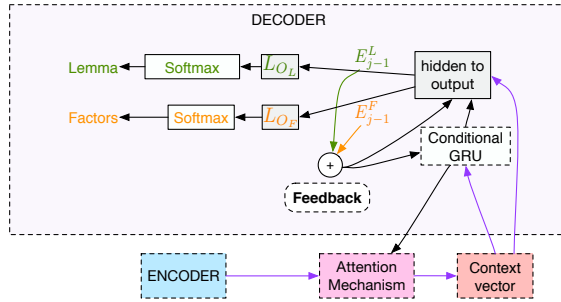 DECODER
Lemma
Softmax
L_{O_L}
E^L_{j-1}
hidden to
output
Factors
Softmax
L_{O_F}
E^F_{j-1}
+
Conditional
GRU
Feedback
ENCODER
Attention
Mechanism
Context
vector